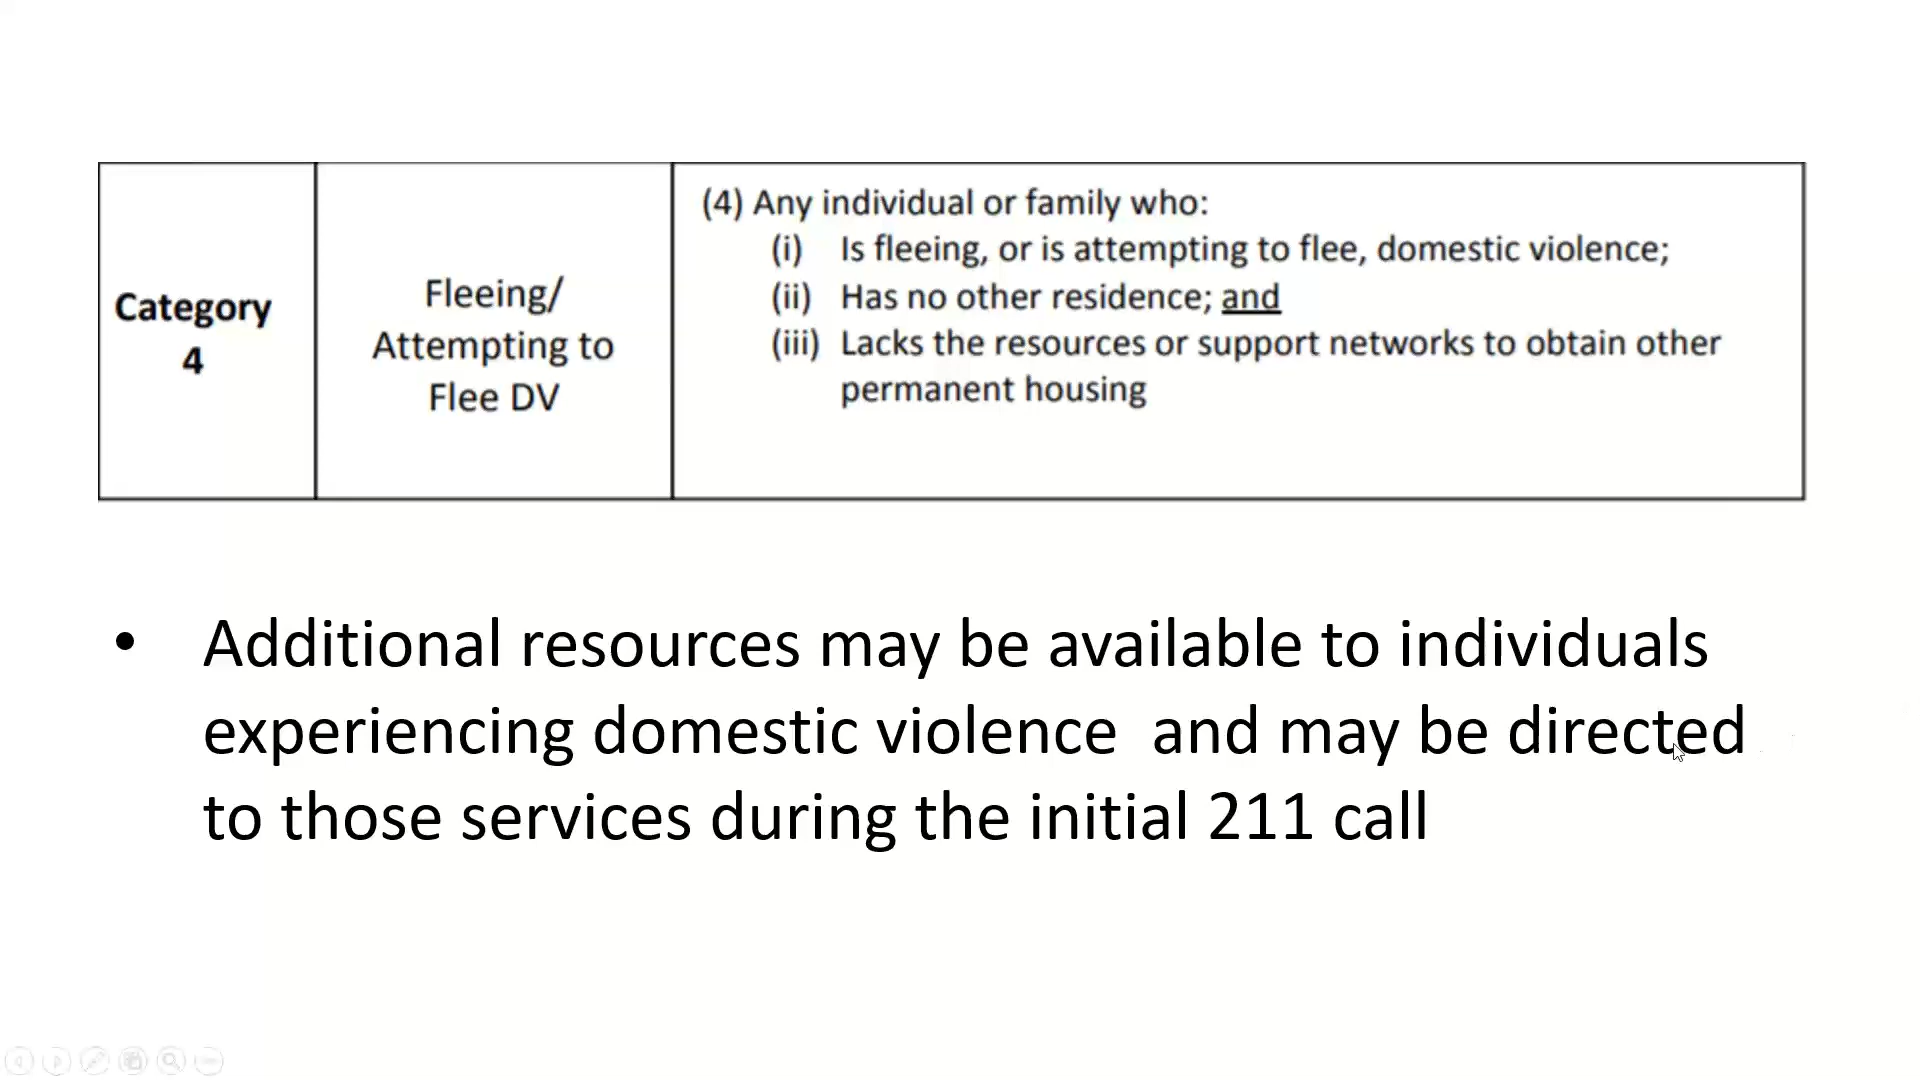 Category
4
Fleeing/
Attempting to
Flee DV
(4) Any individual or family who:
(i) Is fleeing, or is attempting to flee, domestic violence;
(ii) Has no other residence; and
(iii) Lacks the resources or support networks to obtain other
permanent housing
• Additional resources may be available to individuals
experiencing domestic violence  and may be directed
to those services during the initial 211 call